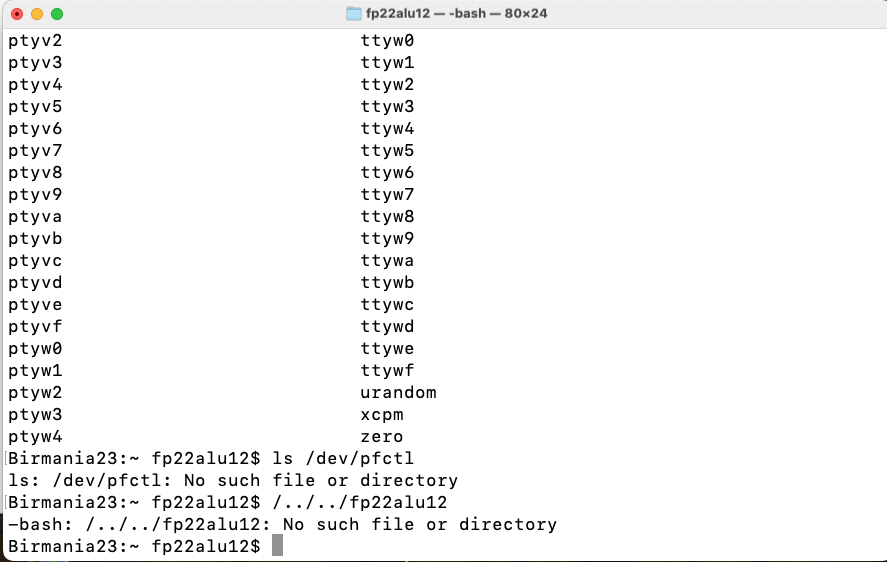 fp22alu12 — -bash — 80×24
ptyv2 ttyw0
ptyv3 ttyw1
ptyv4 ttyw2
ptyv5 ttyw3
ptyv6 ttyw4
ptyv7 ttyw5
ptyv8 ttyw6
ptyv9 ttyw7
ptyva ttyw8
ptyvb ttyw9
ptyvc ttywa
ptyvd ttywb
ptyve ttywc
ptyvf ttywd
ptyw0 ttywe
ptyw1 ttywf
ptyw2 urandom
ptyw3 xcpm
ptyw4 zero
[Birmania23:~ fp22alu12$ ls /dev/pfctl
ls: /dev/pfctl: No such file or directory
[Birmania23:~ fp22alu12$ /../../fp22alu12
-bash: /../../fp22alu12: No such file or directory
Birmania23:~ fp22alu12$